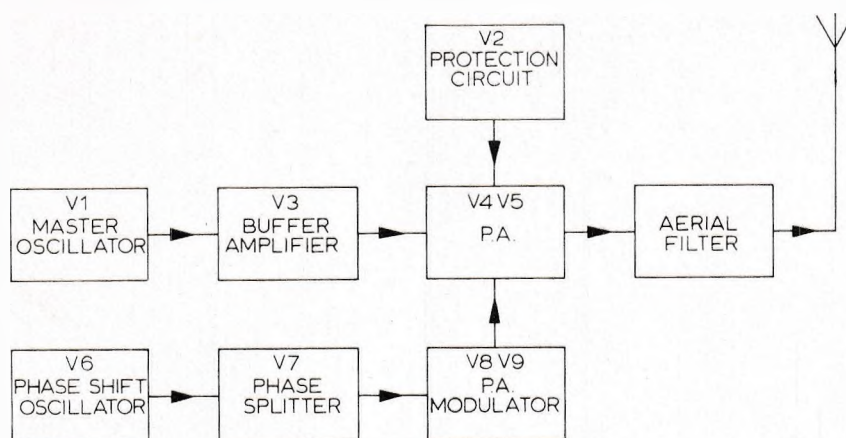 V2
PROTECTION
CIRCUIT
V1
MASTER
OSCILLATOR
V3
BUFFER
AMPLIFIER
V4 V5
P.A.
AERIAL
FILTER
V6
PHASE SHIFT
OSCILLATOR
V7
PHASE
SPLITTER
V8 V9
P.A.
MODULATOR